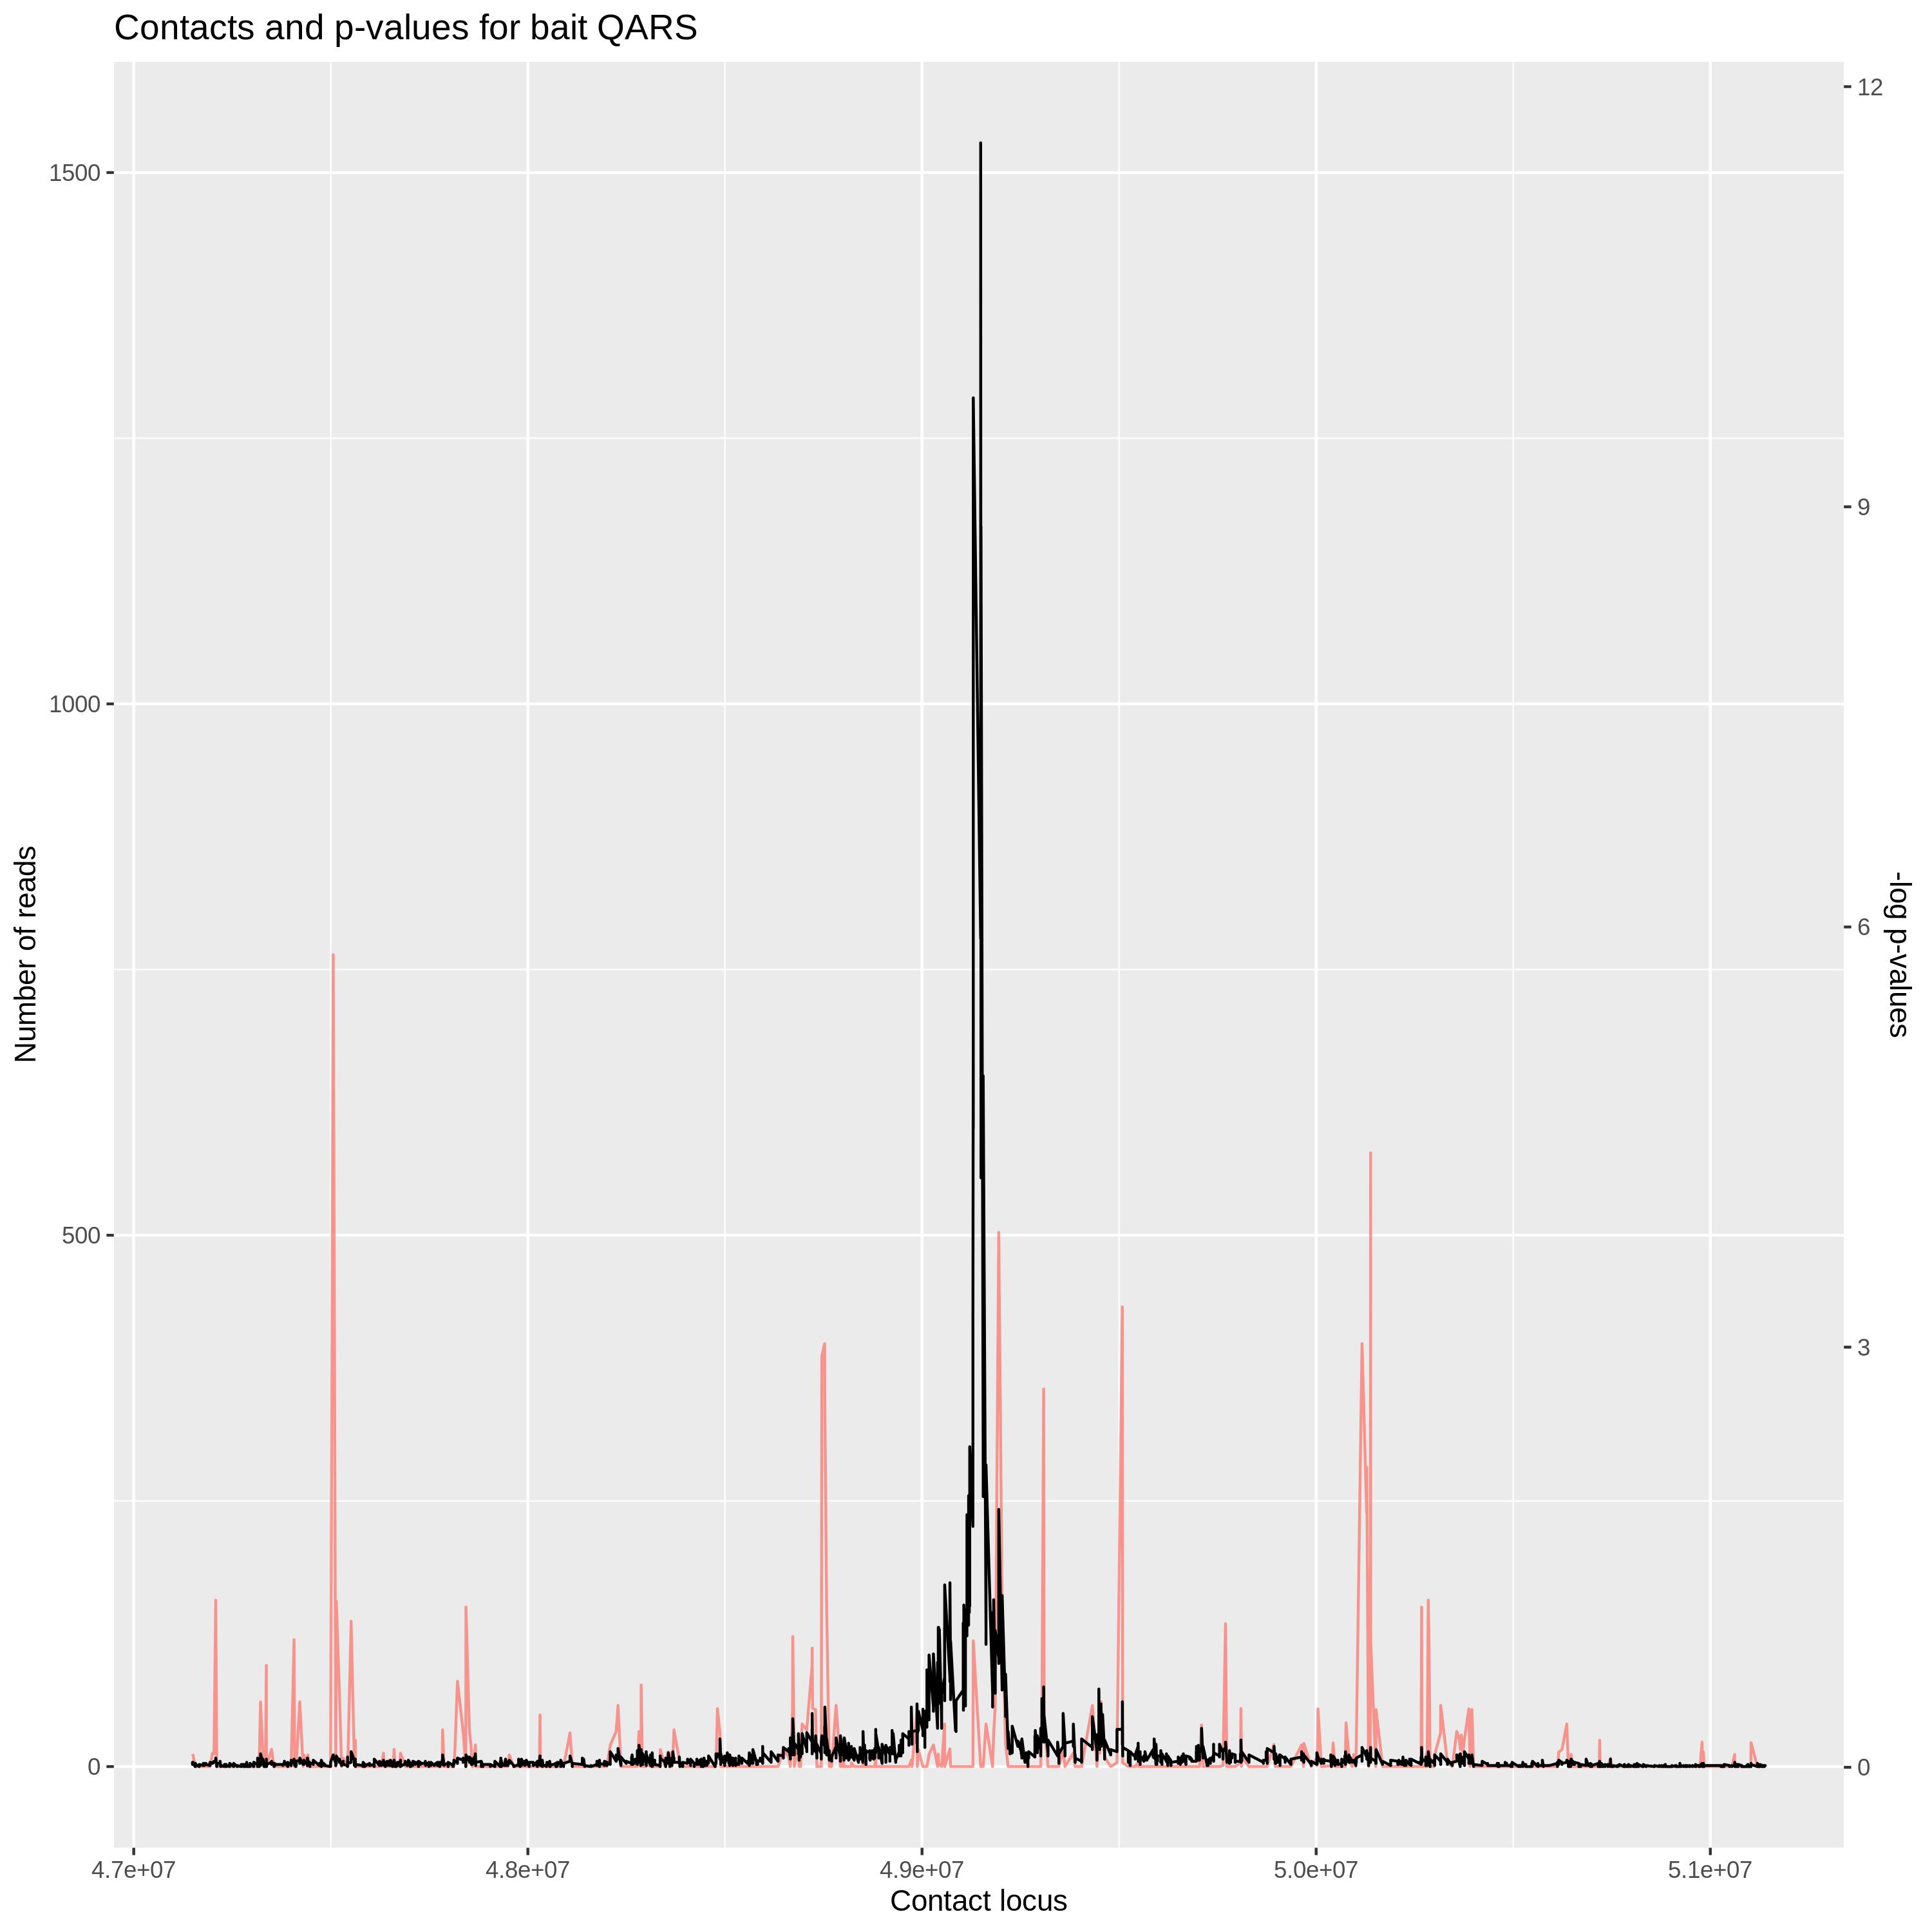 Contacts and p-values for bait QARS
12
1500
9
1000
Number of reads
6
-log p-values
500
3
0
0
4.7e+07
4.8e+07
4.9e+07
5.0e+07
5.1e+07
Contact locus